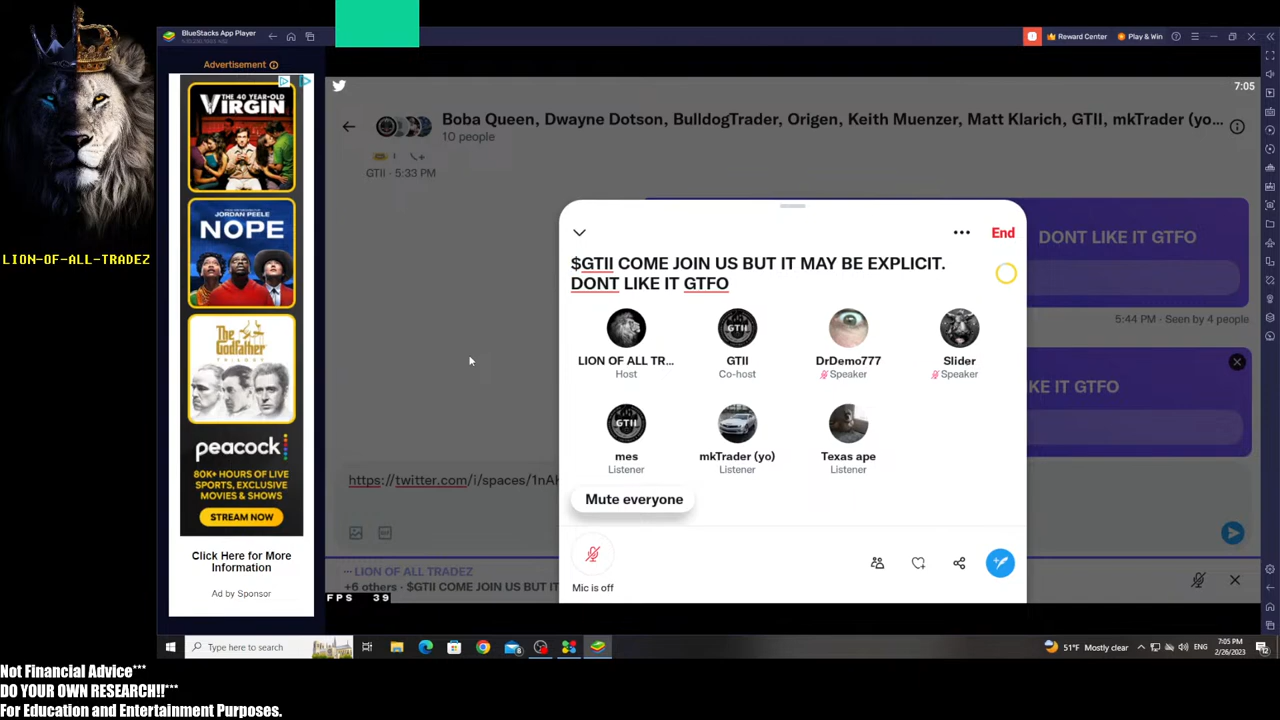 BlueStacks App Player
Reward Center
Play & Win
Advertisement
7:05
THE 40 YEAR-OLD
VIRGIN
Boba Queen, Dwayne Dotson, BulldogTrader, Origen, Keith Muenzer, Matt Klarich, GTII, mkTrader (yo...
10 people
GTII - 5:33 PM
JORDAN PEELE
NOPE
LION-OF-ALL-TRADEZ
DONT LIKE IT GTFO
End
$GTII COME JOIN US BUT IT MAY BE EXPLICIT.
DONT LIKE IT GTFO
5:44 PM · Seen by 4 people
The
Godfather
TRILOGY
LION OF ALL TR...
Host
GTII
GTII
Co-host
DrDemo777
Speaker
Slider
Speaker
KE IT GTFO
GTII
mes
Listener
mkTrader (yo)
Listener
Texas ape
Listener
peacock
80K+ HOURS OF LIVE
SPORTS, EXCLUSIVE
MOVIES & SHOWS
STREAM NOW
https://twitter.com/i/spaces/1nAH
Mute everyone
Click Here for More
Information
Ad by Sponsor
Mic is off
LION OF ALL TRADEZ
+6 others · $GTII COME JOIN US BUT IT
FPS 39
Type here to search
51°F Mostly clear
ENG
7:05 PM
2/26/2023
Not Financial Advice***
DO YOUR OWN RESEARCH!!***
For Education and Entertainment Purposes.